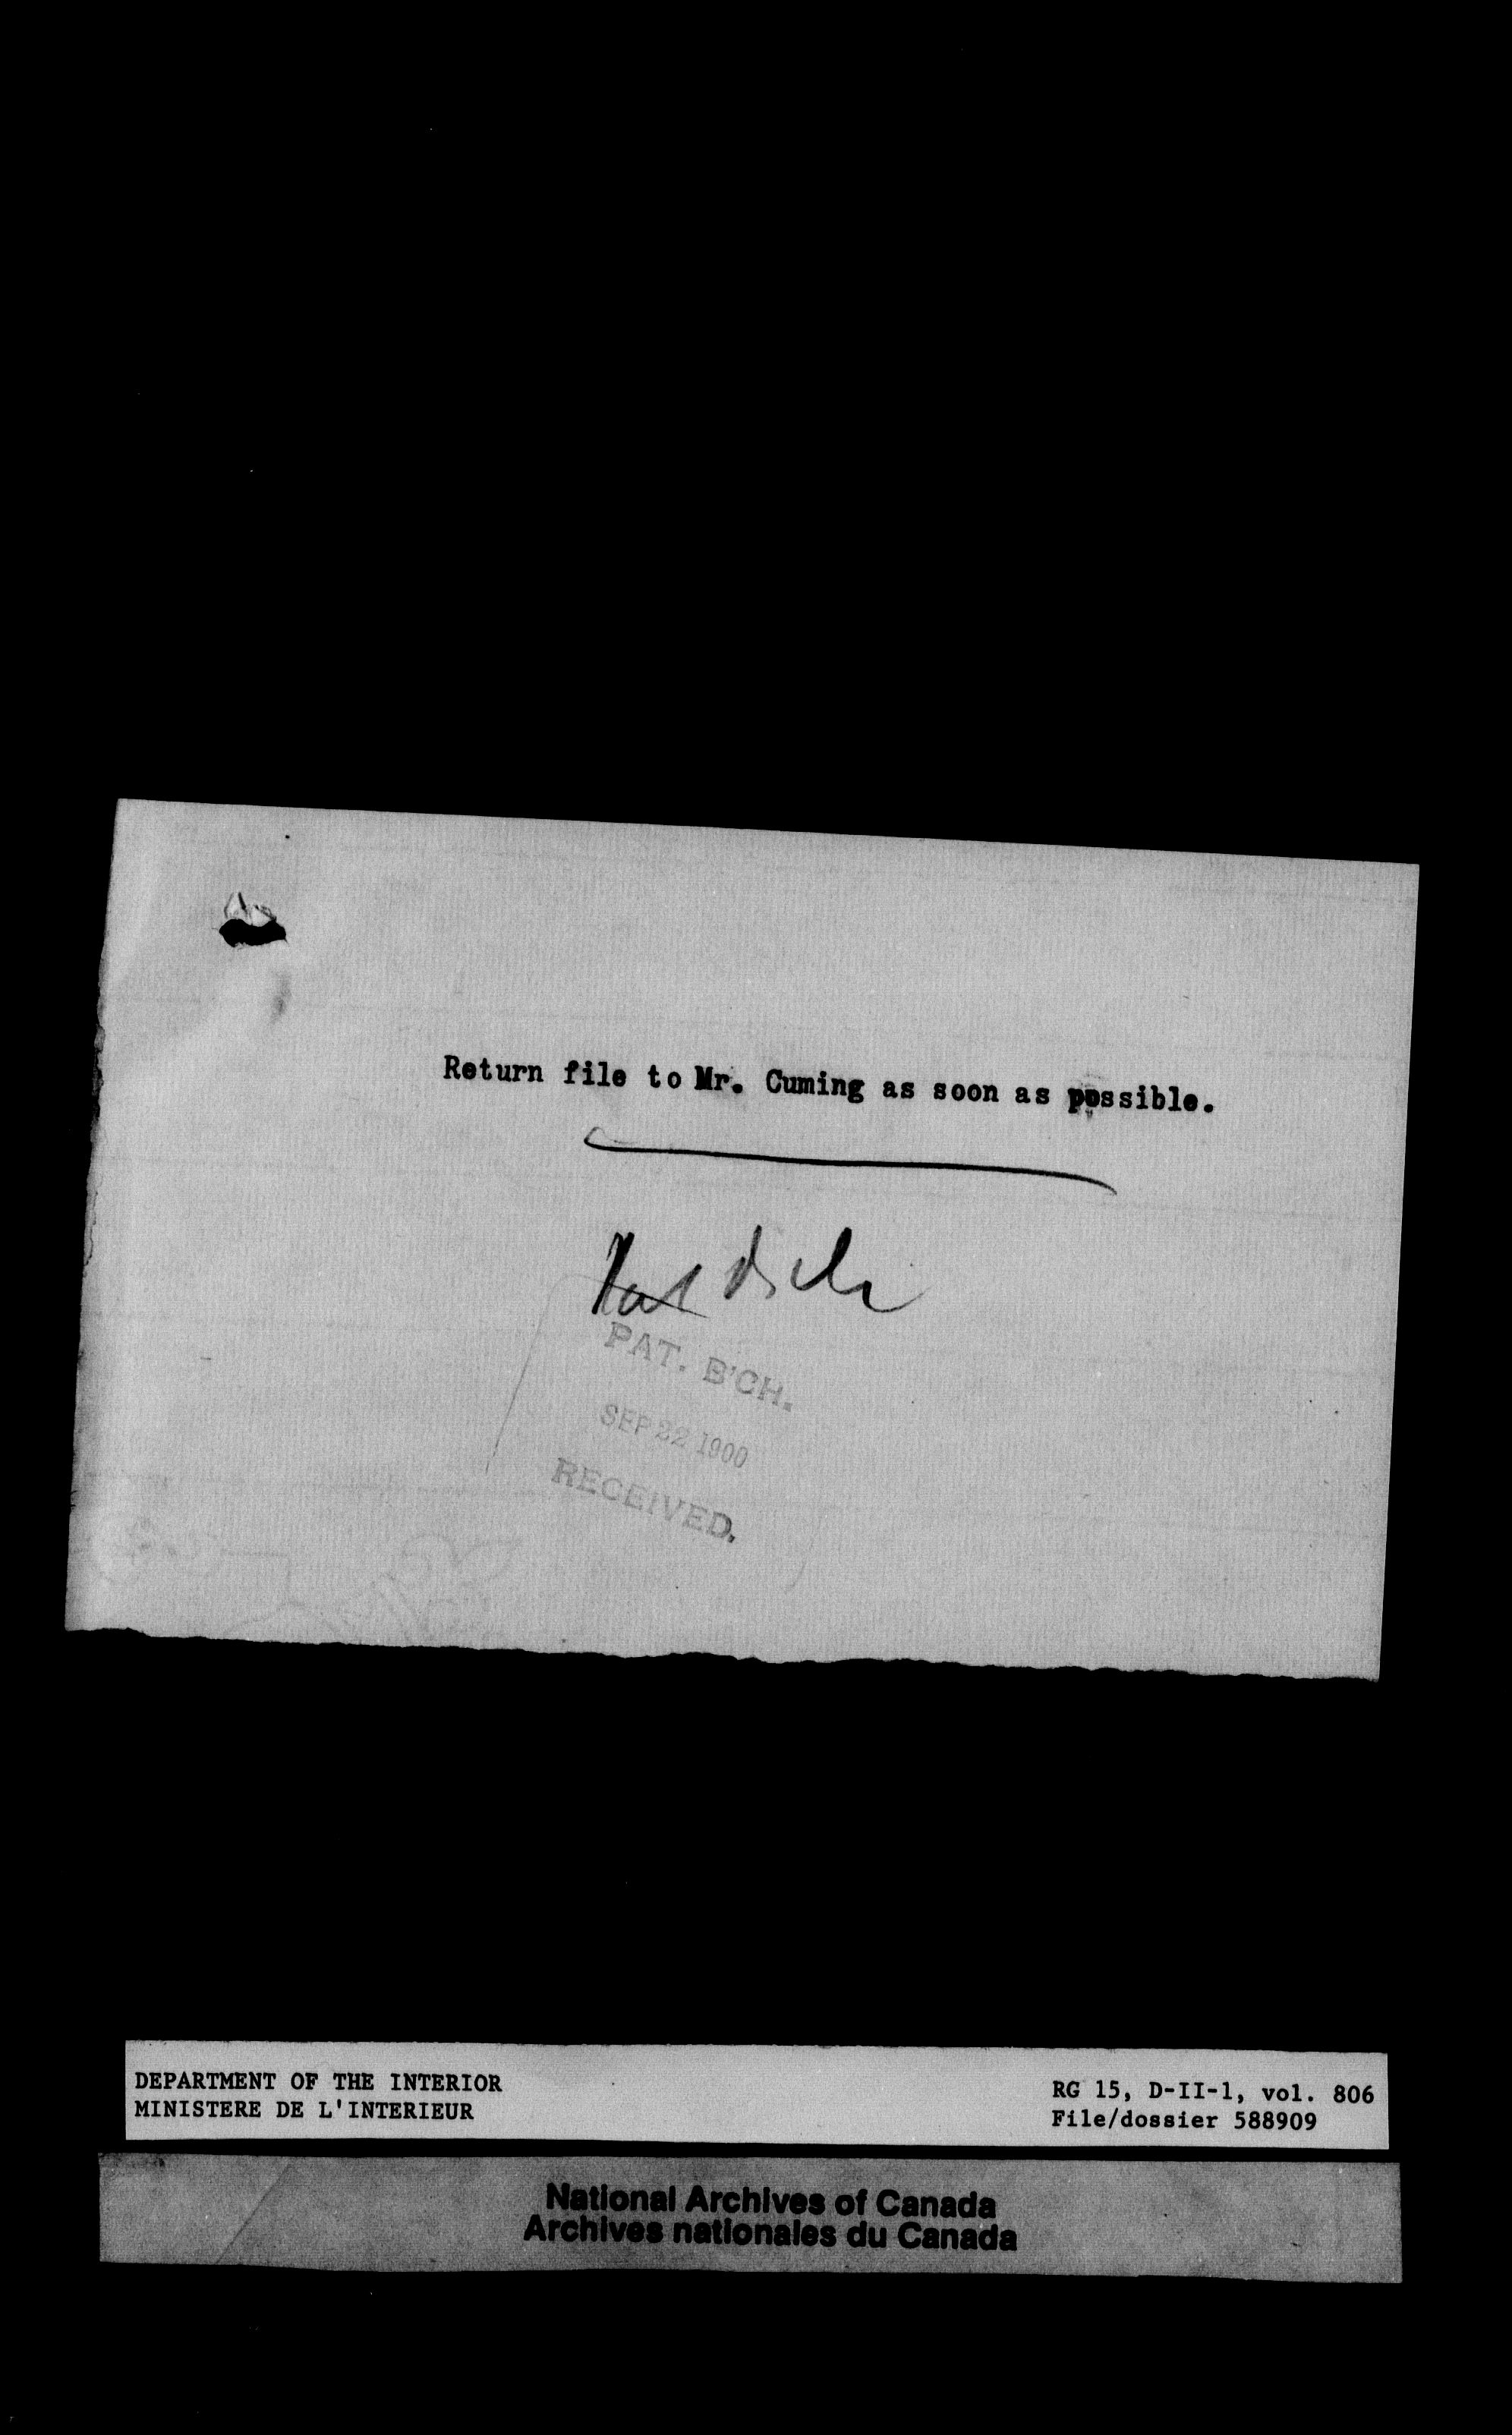 Return file to Mr. Cuming as soon as possible.
PAT. B'CH.
SEP 22 1900
RECEIVED.
DEPARTMENT OF THE INTERIOR
MINISTERE DE L'INTERIEUR
RG 15, D-II-1, vol. 806
File/dossier 588909
National Archives of Canada
Archives nationales du Canada